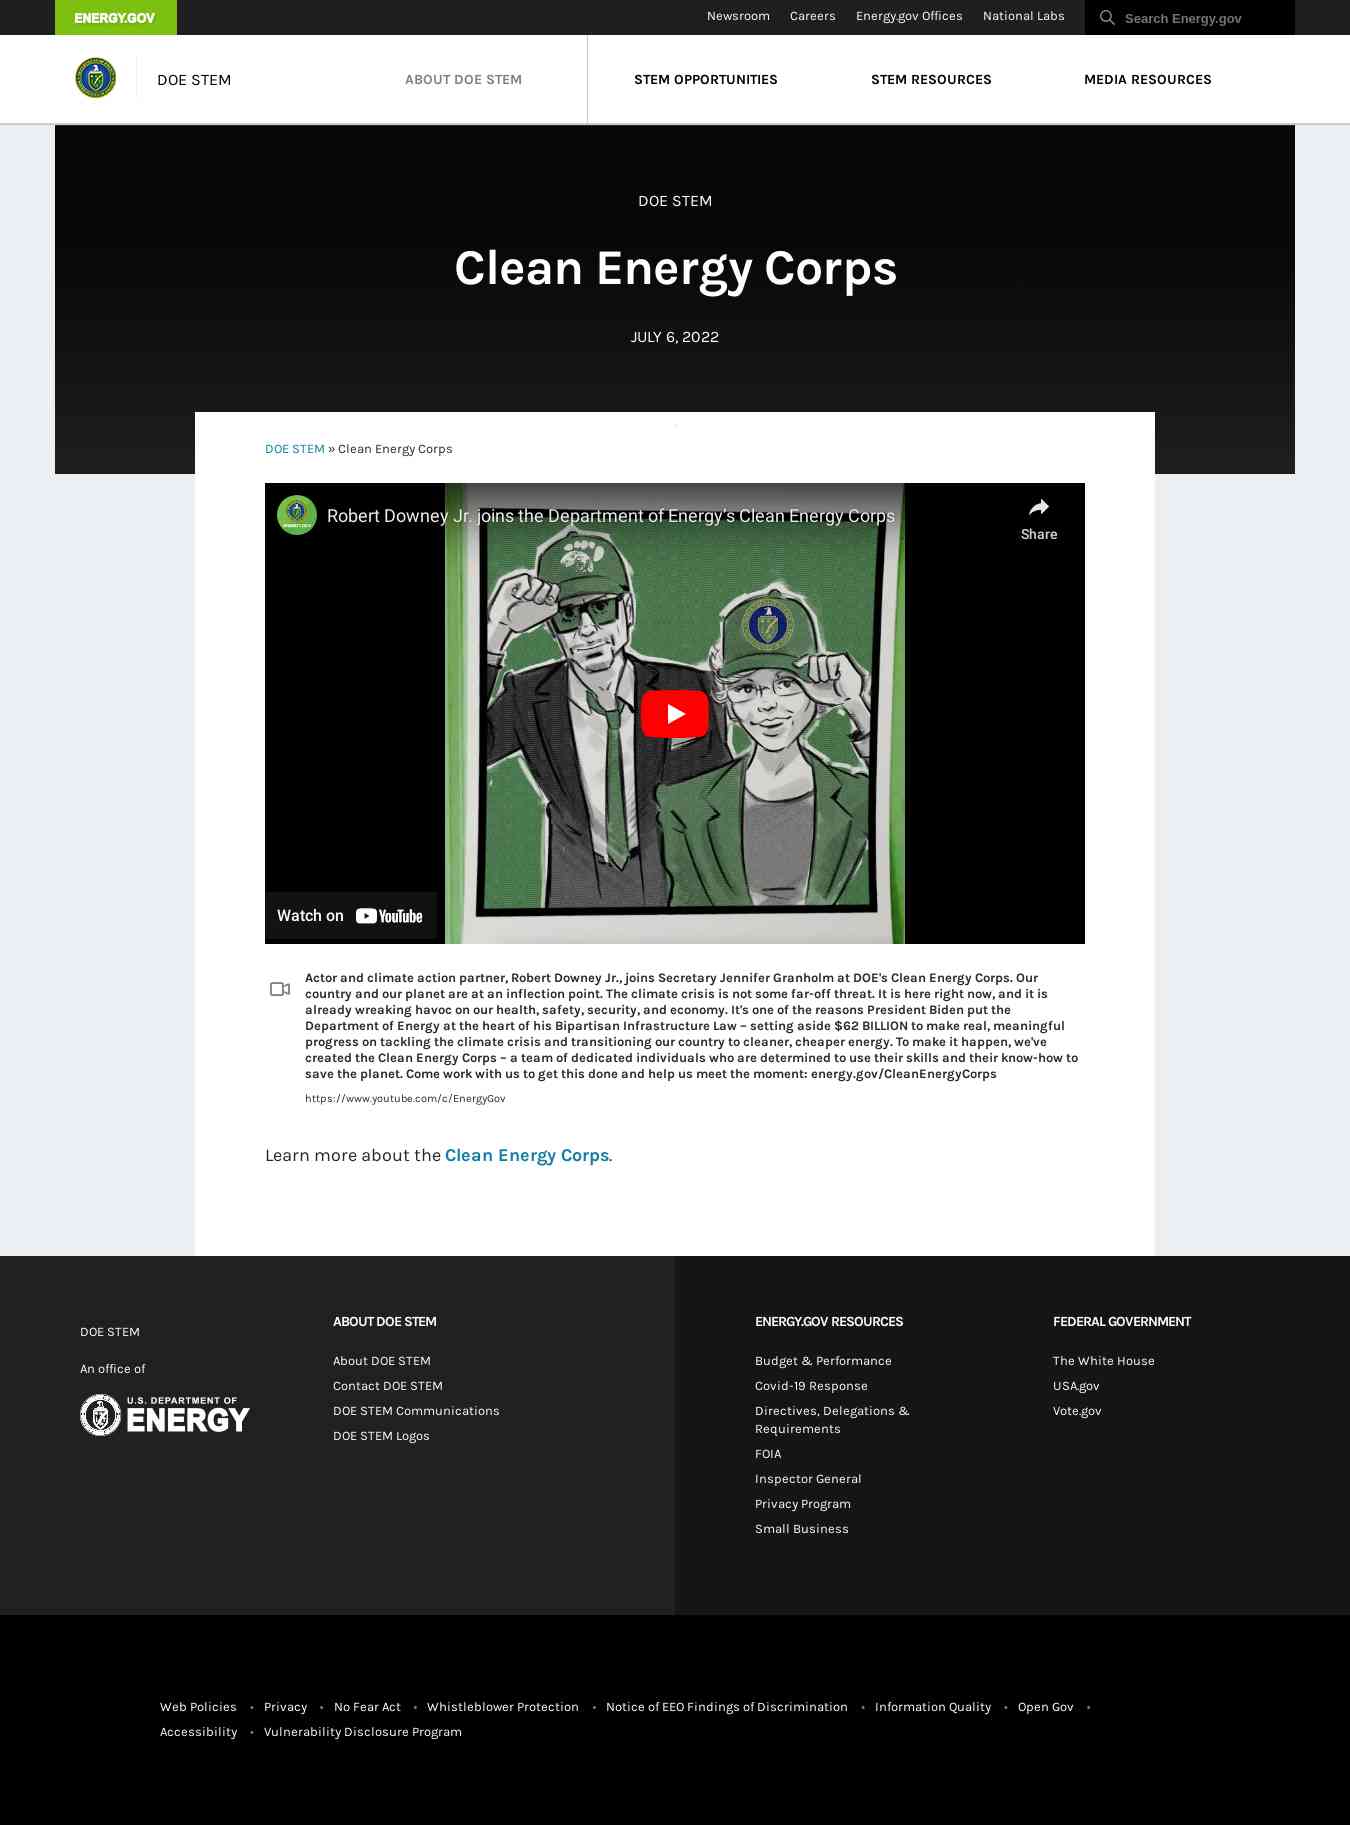 ENERGY.GOV
Newsroom
Careers
Energy.gov Offices
National Labs
Search Energy.gov
DOE STEM
ABOUT DOE STEM
STEM OPPORTUNITIES
STEM RESOURCES
MEDIA RESOURCES
DOE STEM
Clean Energy Corps
JULY 6, 2022
DOE STEM » Clean Energy Corps
Robert Downey Jr. joins the Department of Energy's Clean Energy Corps
Share
Watch on YouTube
Actor and climate action partner, Robert Downey Jr., joins Secretary Jennifer Granholm at DOE's Clean Energy Corps. Our
country and our planet are at an inflection point. The climate crisis is not some far-off threat. It is here right now, and it is
already wreaking havoc on our health, safety, security, and economy. It's one of the reasons President Biden put the
Department of Energy at the heart of his Bipartisan Infrastructure Law – setting aside $62 BILLION to make real, meaningful
progress on tackling the climate crisis and transitioning our country to cleaner, cheaper energy. To make it happen, we've
created the Clean Energy Corps – a team of dedicated individuals who are determined to use their skills and their know-how to
save the planet. Come work with us to get this done and help us meet the moment: energy.gov/CleanEnergyCorps
https://www.youtube.com/c/EnergyGov
Learn more about the Clean Energy Corps.
DOE STEM
An office of
U.S. DEPARTMENT OF
ENERGY
ABOUT DOE STEM
About DOE STEM
Contact DOE STEM
DOE STEM Communications
DOE STEM Logos
ENERGY.GOV RESOURCES
Budget & Performance
Covid-19 Response
Directives, Delegations &
Requirements
FOIA
Inspector General
Privacy Program
Small Business
FEDERAL GOVERNMENT
The White House
USA.gov
Vote.gov
Web Policies • Privacy • No Fear Act • Whistleblower Protection • Notice of EEO Findings of Discrimination • Information Quality • Open Gov •
Accessibility • Vulnerability Disclosure Program